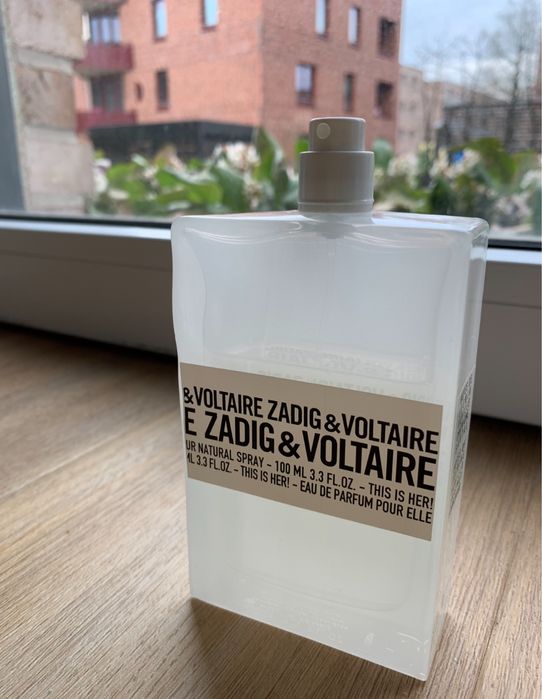 &VOLTAIRE ZADIG&VOLTAIRE
E ZADIG&VOLTAIRE
UR NATURAL SPRAY - 100 ML 3.3 FL.OZ. - THIS IS HER!
ML 3.3 FL.OZ. - THIS IS HER! - EAU DE PARFUM POUR ELLE